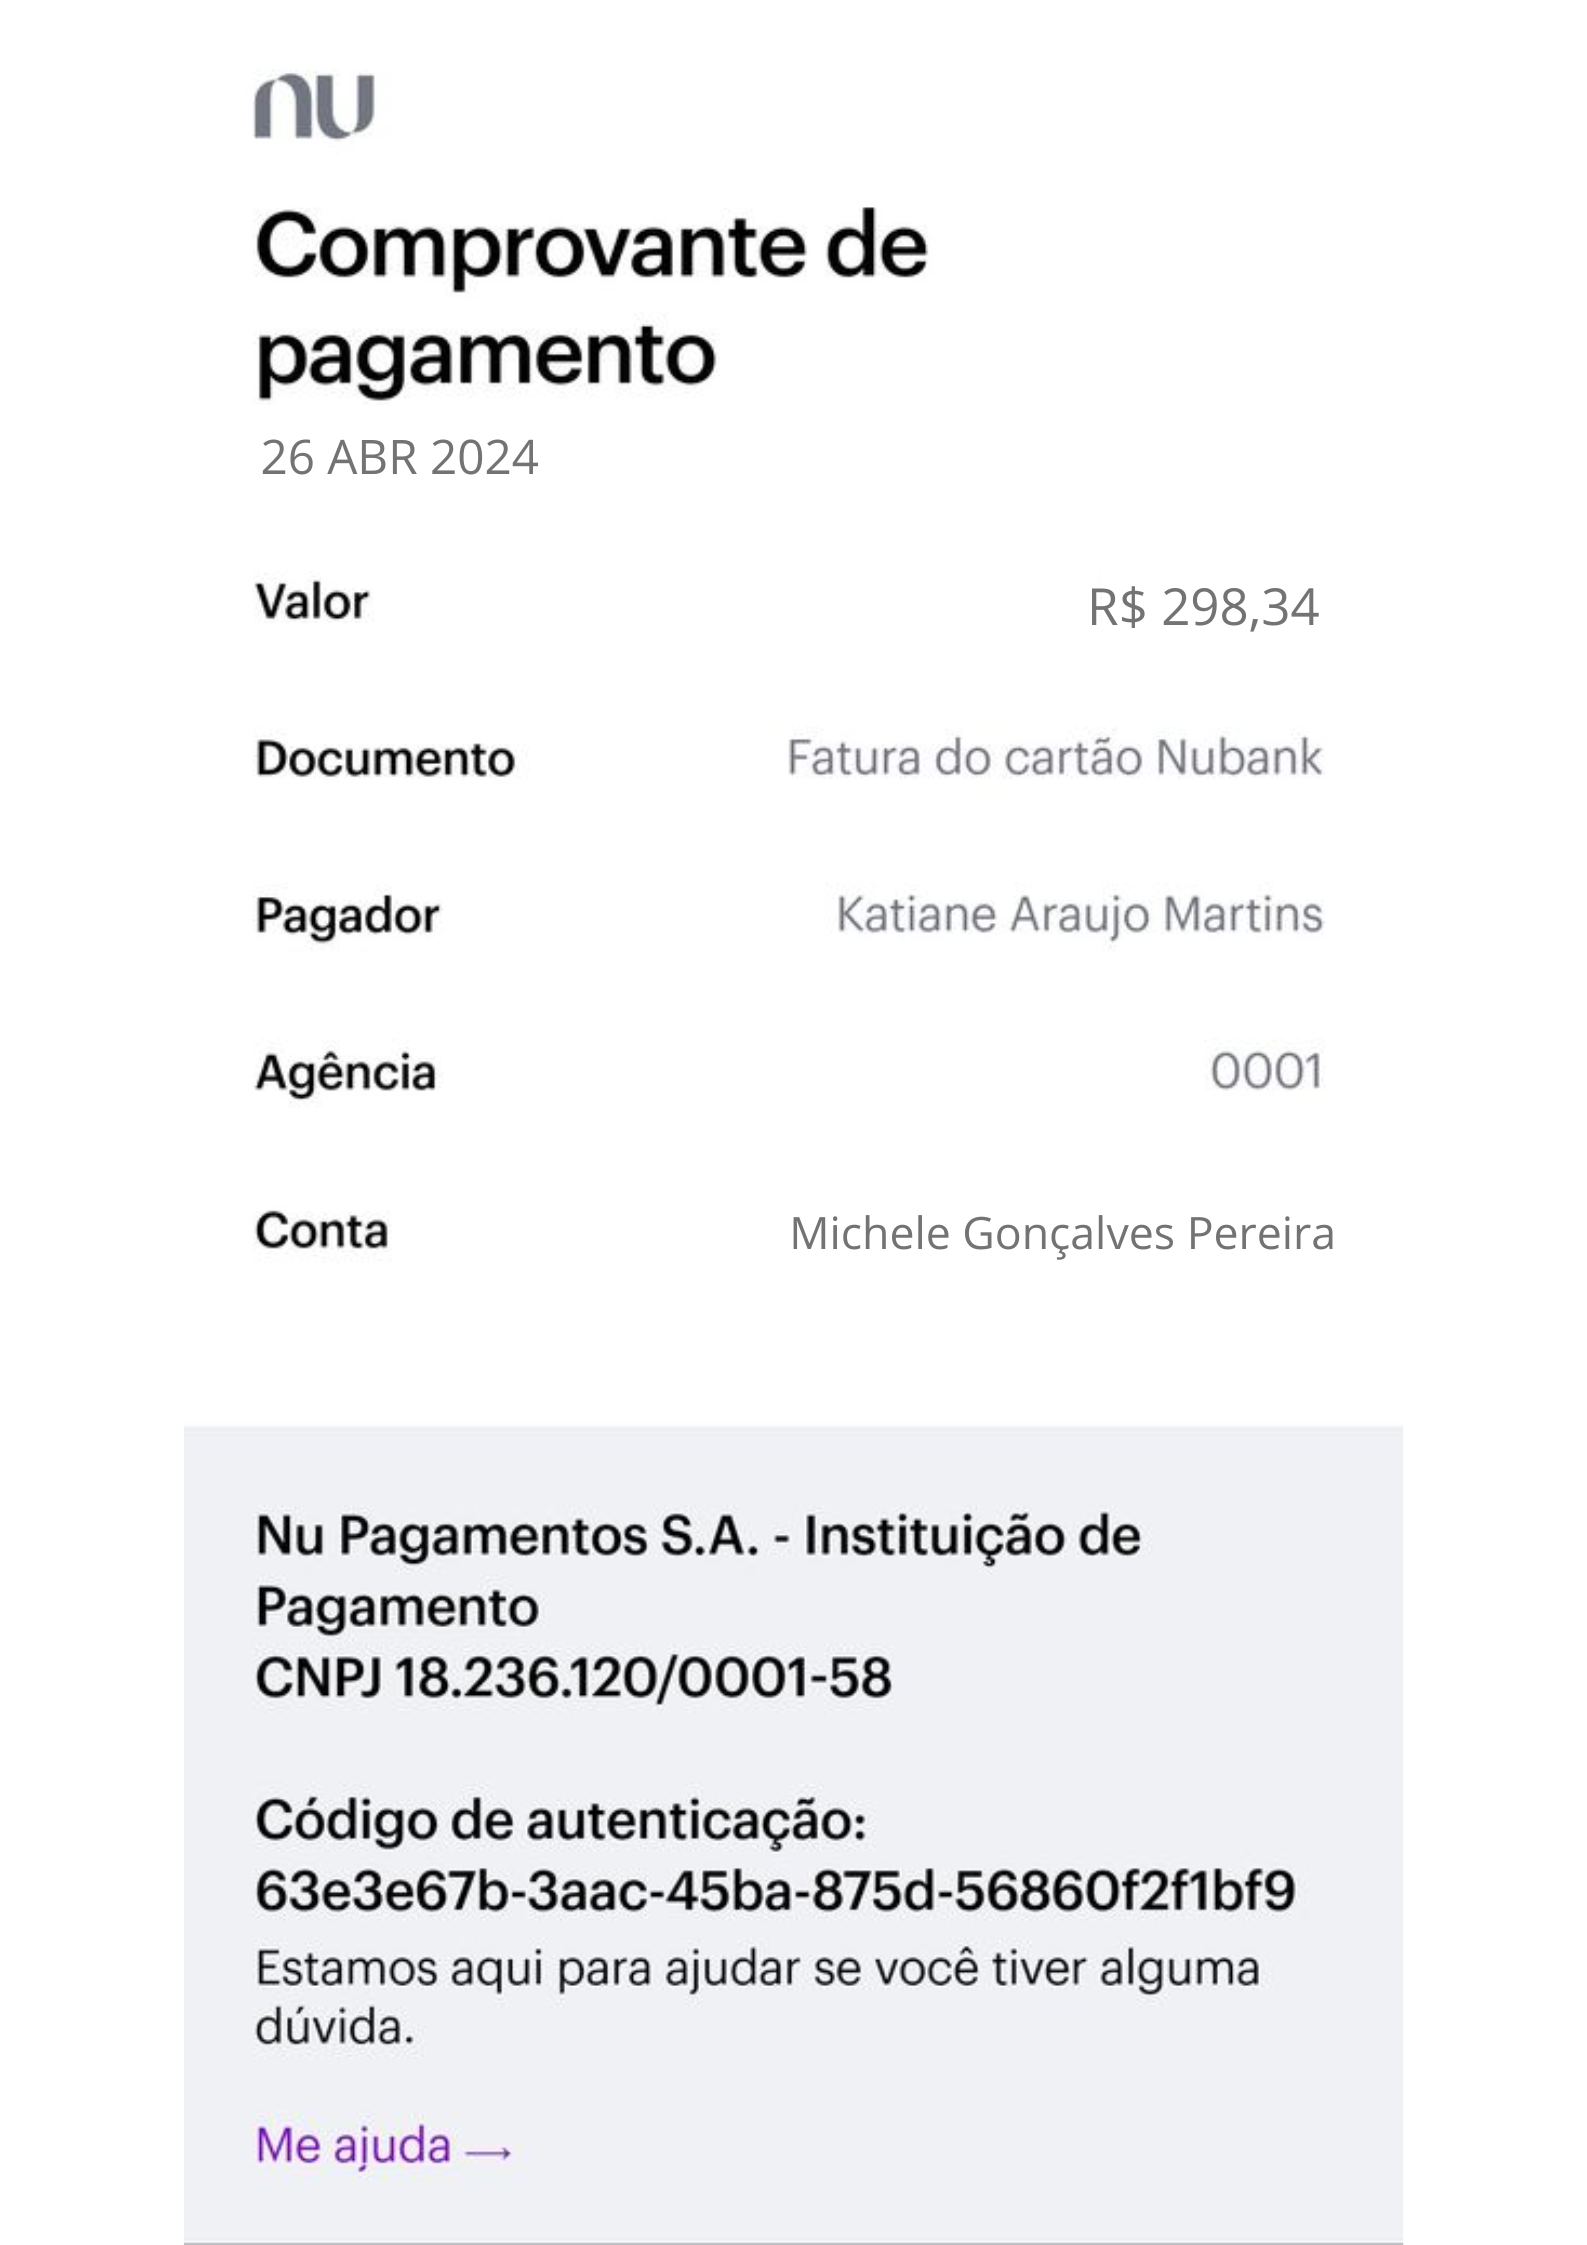 nu
Comprovante de
pagamento
26 ABR 2024
Valor R$ 298,34
Documento Fatura do cartão Nubank
Pagador Katiane Araujo Martins
Agência 0001
Conta Michele Gonçalves Pereira
Nu Pagamentos S.A. - Instituição de
Pagamento
CNPJ 18.236.120/0001-58
Código de autenticação:
63e3e67b-3aac-45ba-875d-56860f2f1bf9
Estamos aqui para ajudar se você tiver alguma
dúvida.
Me ajuda →